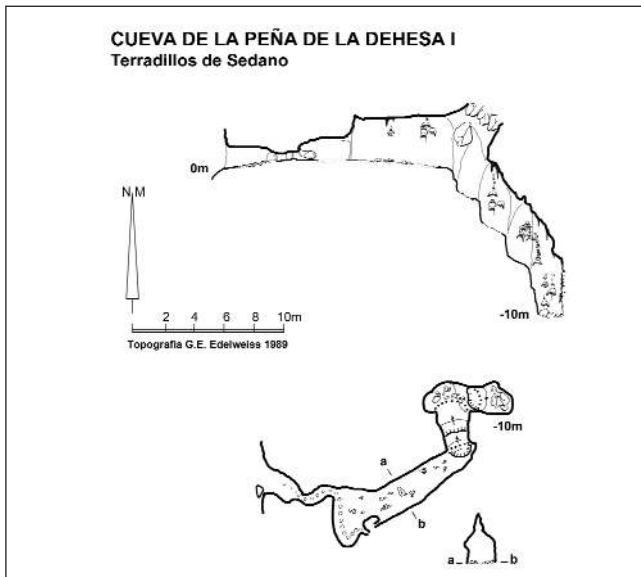 CUEVA DE LA PEÑA DE LA DEHESA I
Terradillos de Sedano
0m
N M
-10m
2 4 6 8 10m
Topografia G.E. Edelweiss 1989
-10m
a
b
a b